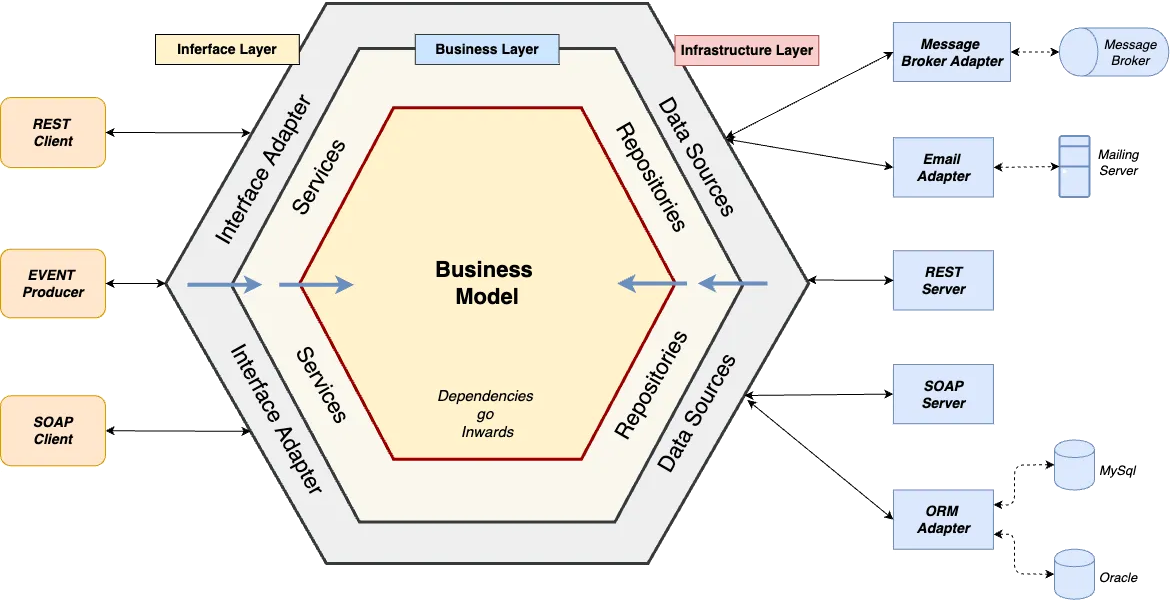 Inferface Layer
Business Layer
Infrastructure Layer
Message
Broker Adapter
Message
Broker
REST
Client
Interface Adapter
Services
Repositories
Data Sources
Email
Adapter
Mailing
Server
EVENT
Producer
Business
Model
REST
Server
SOAP
Client
Interface Adapter
Services
Dependencies
go
Inwards
Repositories
Data Sources
SOAP
Server
ORM
Adapter
MySql
Oracle